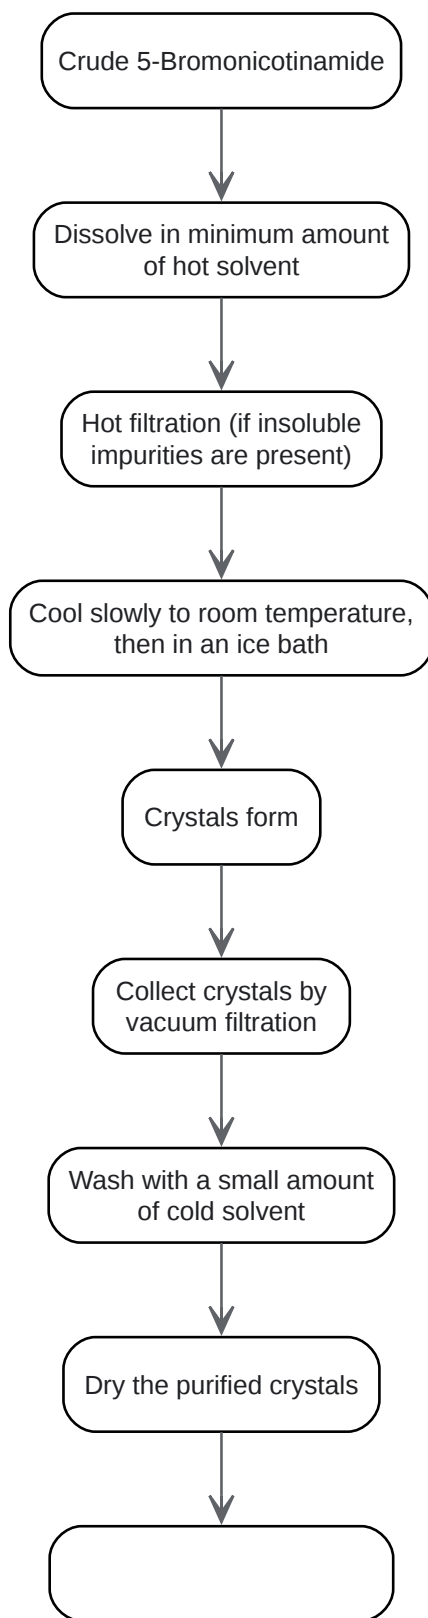 Crude 5-Bromonicotinamide
Dissolve in minimum amount
of hot solvent
Hot filtration (if insoluble
impurities are present)
Cool slowly to room temperature,
then in an ice bath
Crystals form
Collect crystals by
vacuum filtration
Wash with a small amount
of cold solvent
Dry the purified crystals